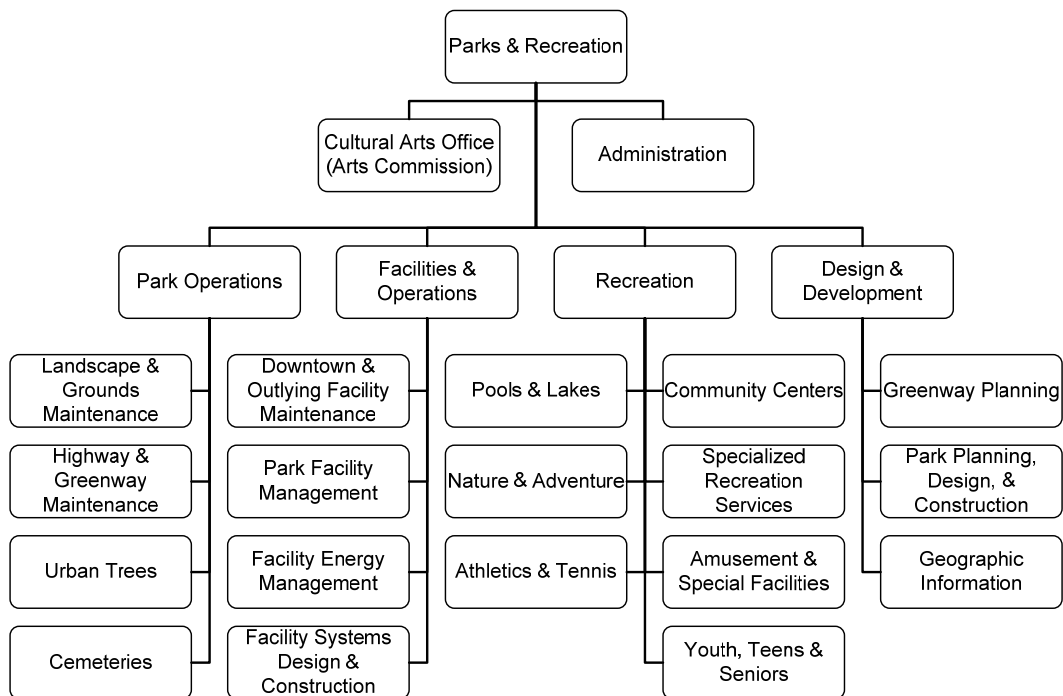 Parks & Recreation
Cultural Arts Office
(Arts Commission)
Administration
Park Operations
Facilities &
Operations
Recreation
Design &
Development
Landscape &
Grounds
Maintenance
Downtown &
Outlying Facility
Maintenance
Pools & Lakes
Community Centers
Greenway Planning
Highway &
Greenway
Maintenance
Park Facility
Management
Nature & Adventure
Specialized
Recreation
Services
Park Planning,
Design, &
Construction
Urban Trees
Facility Energy
Management
Athletics & Tennis
Amusement &
Special Facilities
Geographic
Information
Cemeteries
Facility Systems
Design &
Construction
Youth, Teens &
Seniors